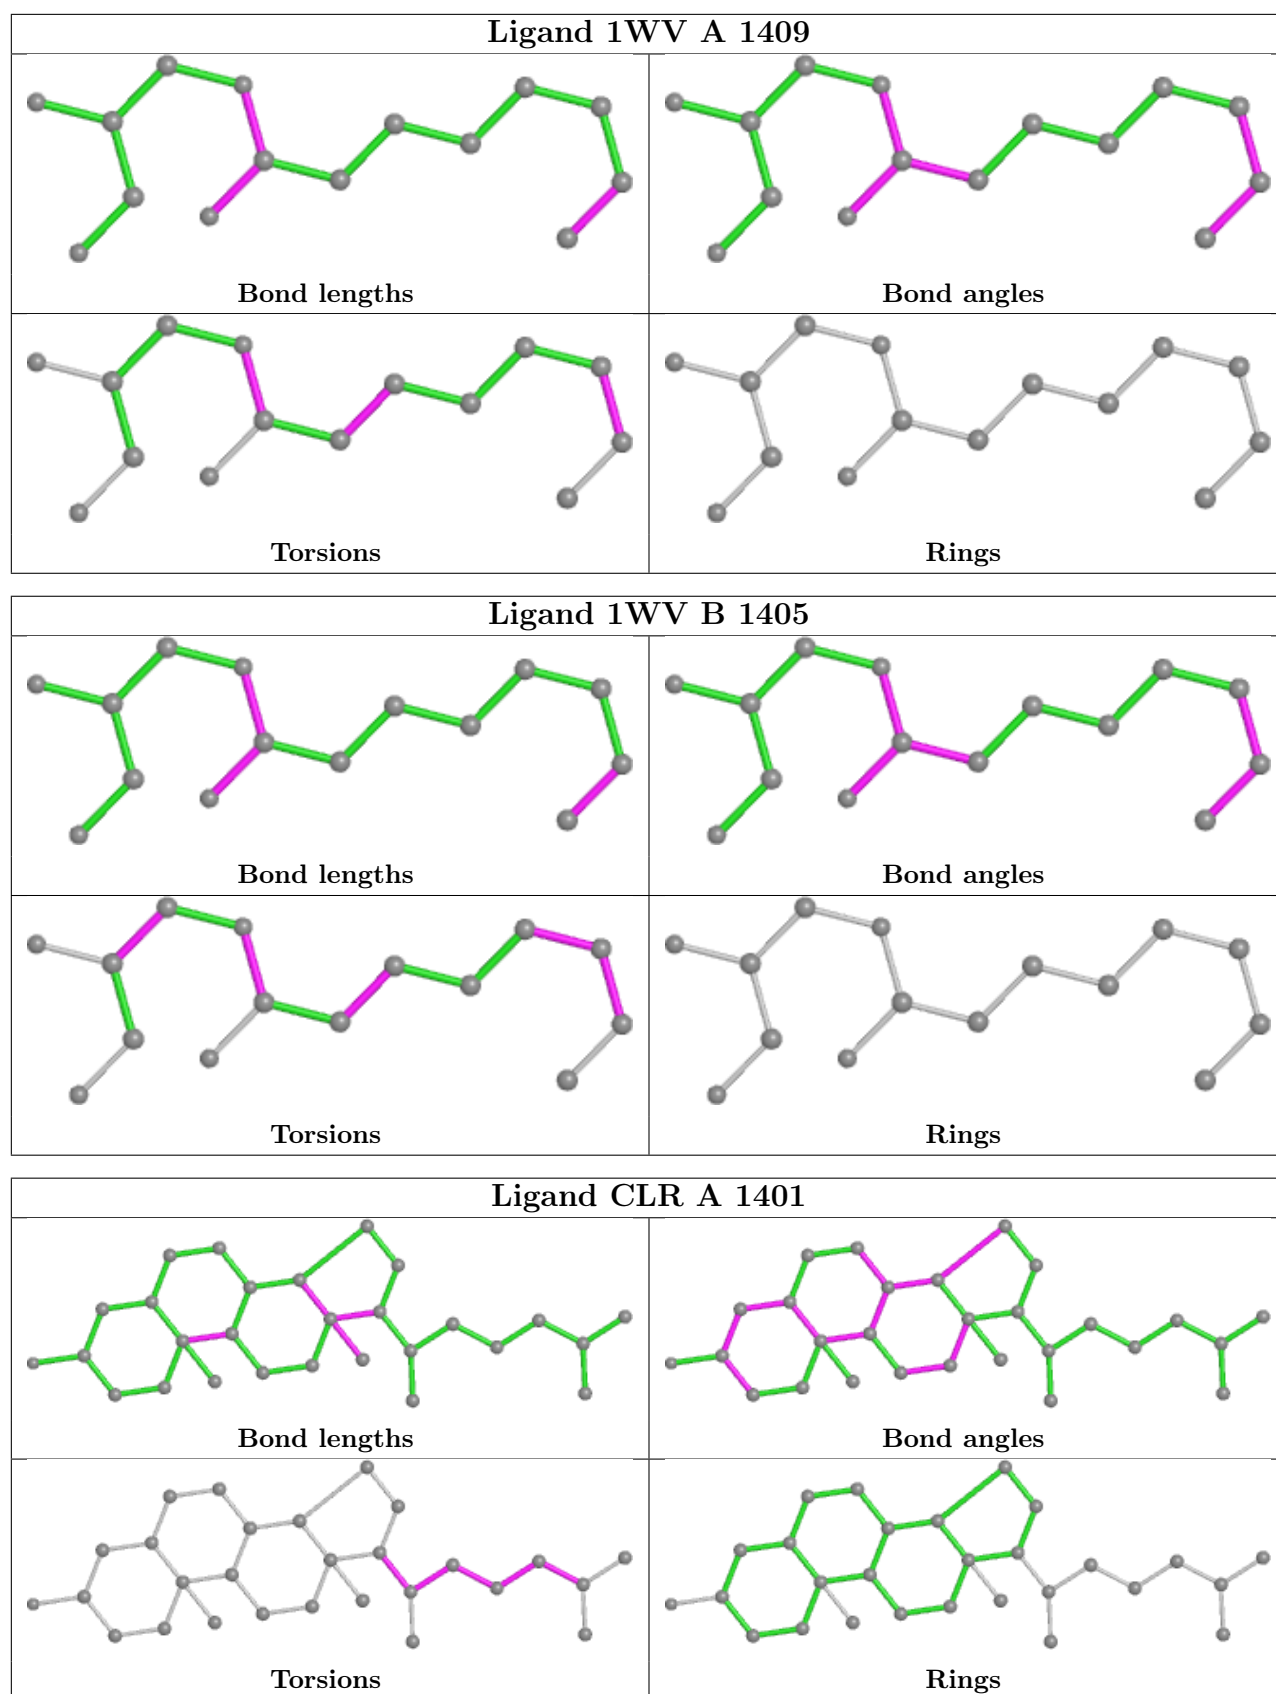 Ligand 1WV A 1409
Bond lengths
Bond angles
Torsions
Rings
Ligand 1WV B 1405
Bond lengths
Bond angles
Torsions
Rings
Ligand CLR A 1401
Bond lengths
Bond angles
Torsions
Rings